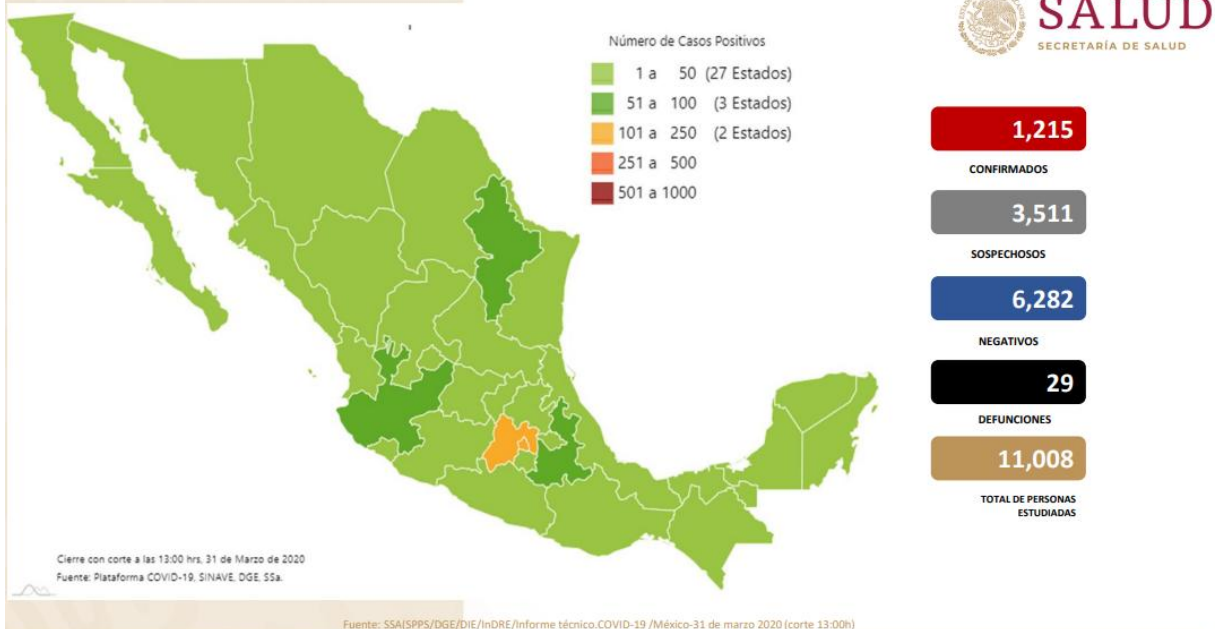 SALUD
SECRETARÍA DE SALUD
Número de Casos Positivos
1 a 50 (27 Estados)
51 a 100 (3 Estados)
101 a 250 (2 Estados)
251 a 500
501 a 1000
1,215
CONFIRMADOS
3,511
SOSPECHOSOS
6,282
NEGATIVOS
29
DEFUNCIONES
11,008
TOTAL DE PERSONAS
ESTUDIADAS
Cierre con corte a las 13:00 hrs, 31 de Marzo de 2020
Fuente: Plataforma COVID-19, SINAVE, DGE, SSa.
Fuente: SSA(SPPS/DGE/DIE/InDRE/Informe técnico.COVID-19 /México-31 de marzo 2020 (corte 13:00h)